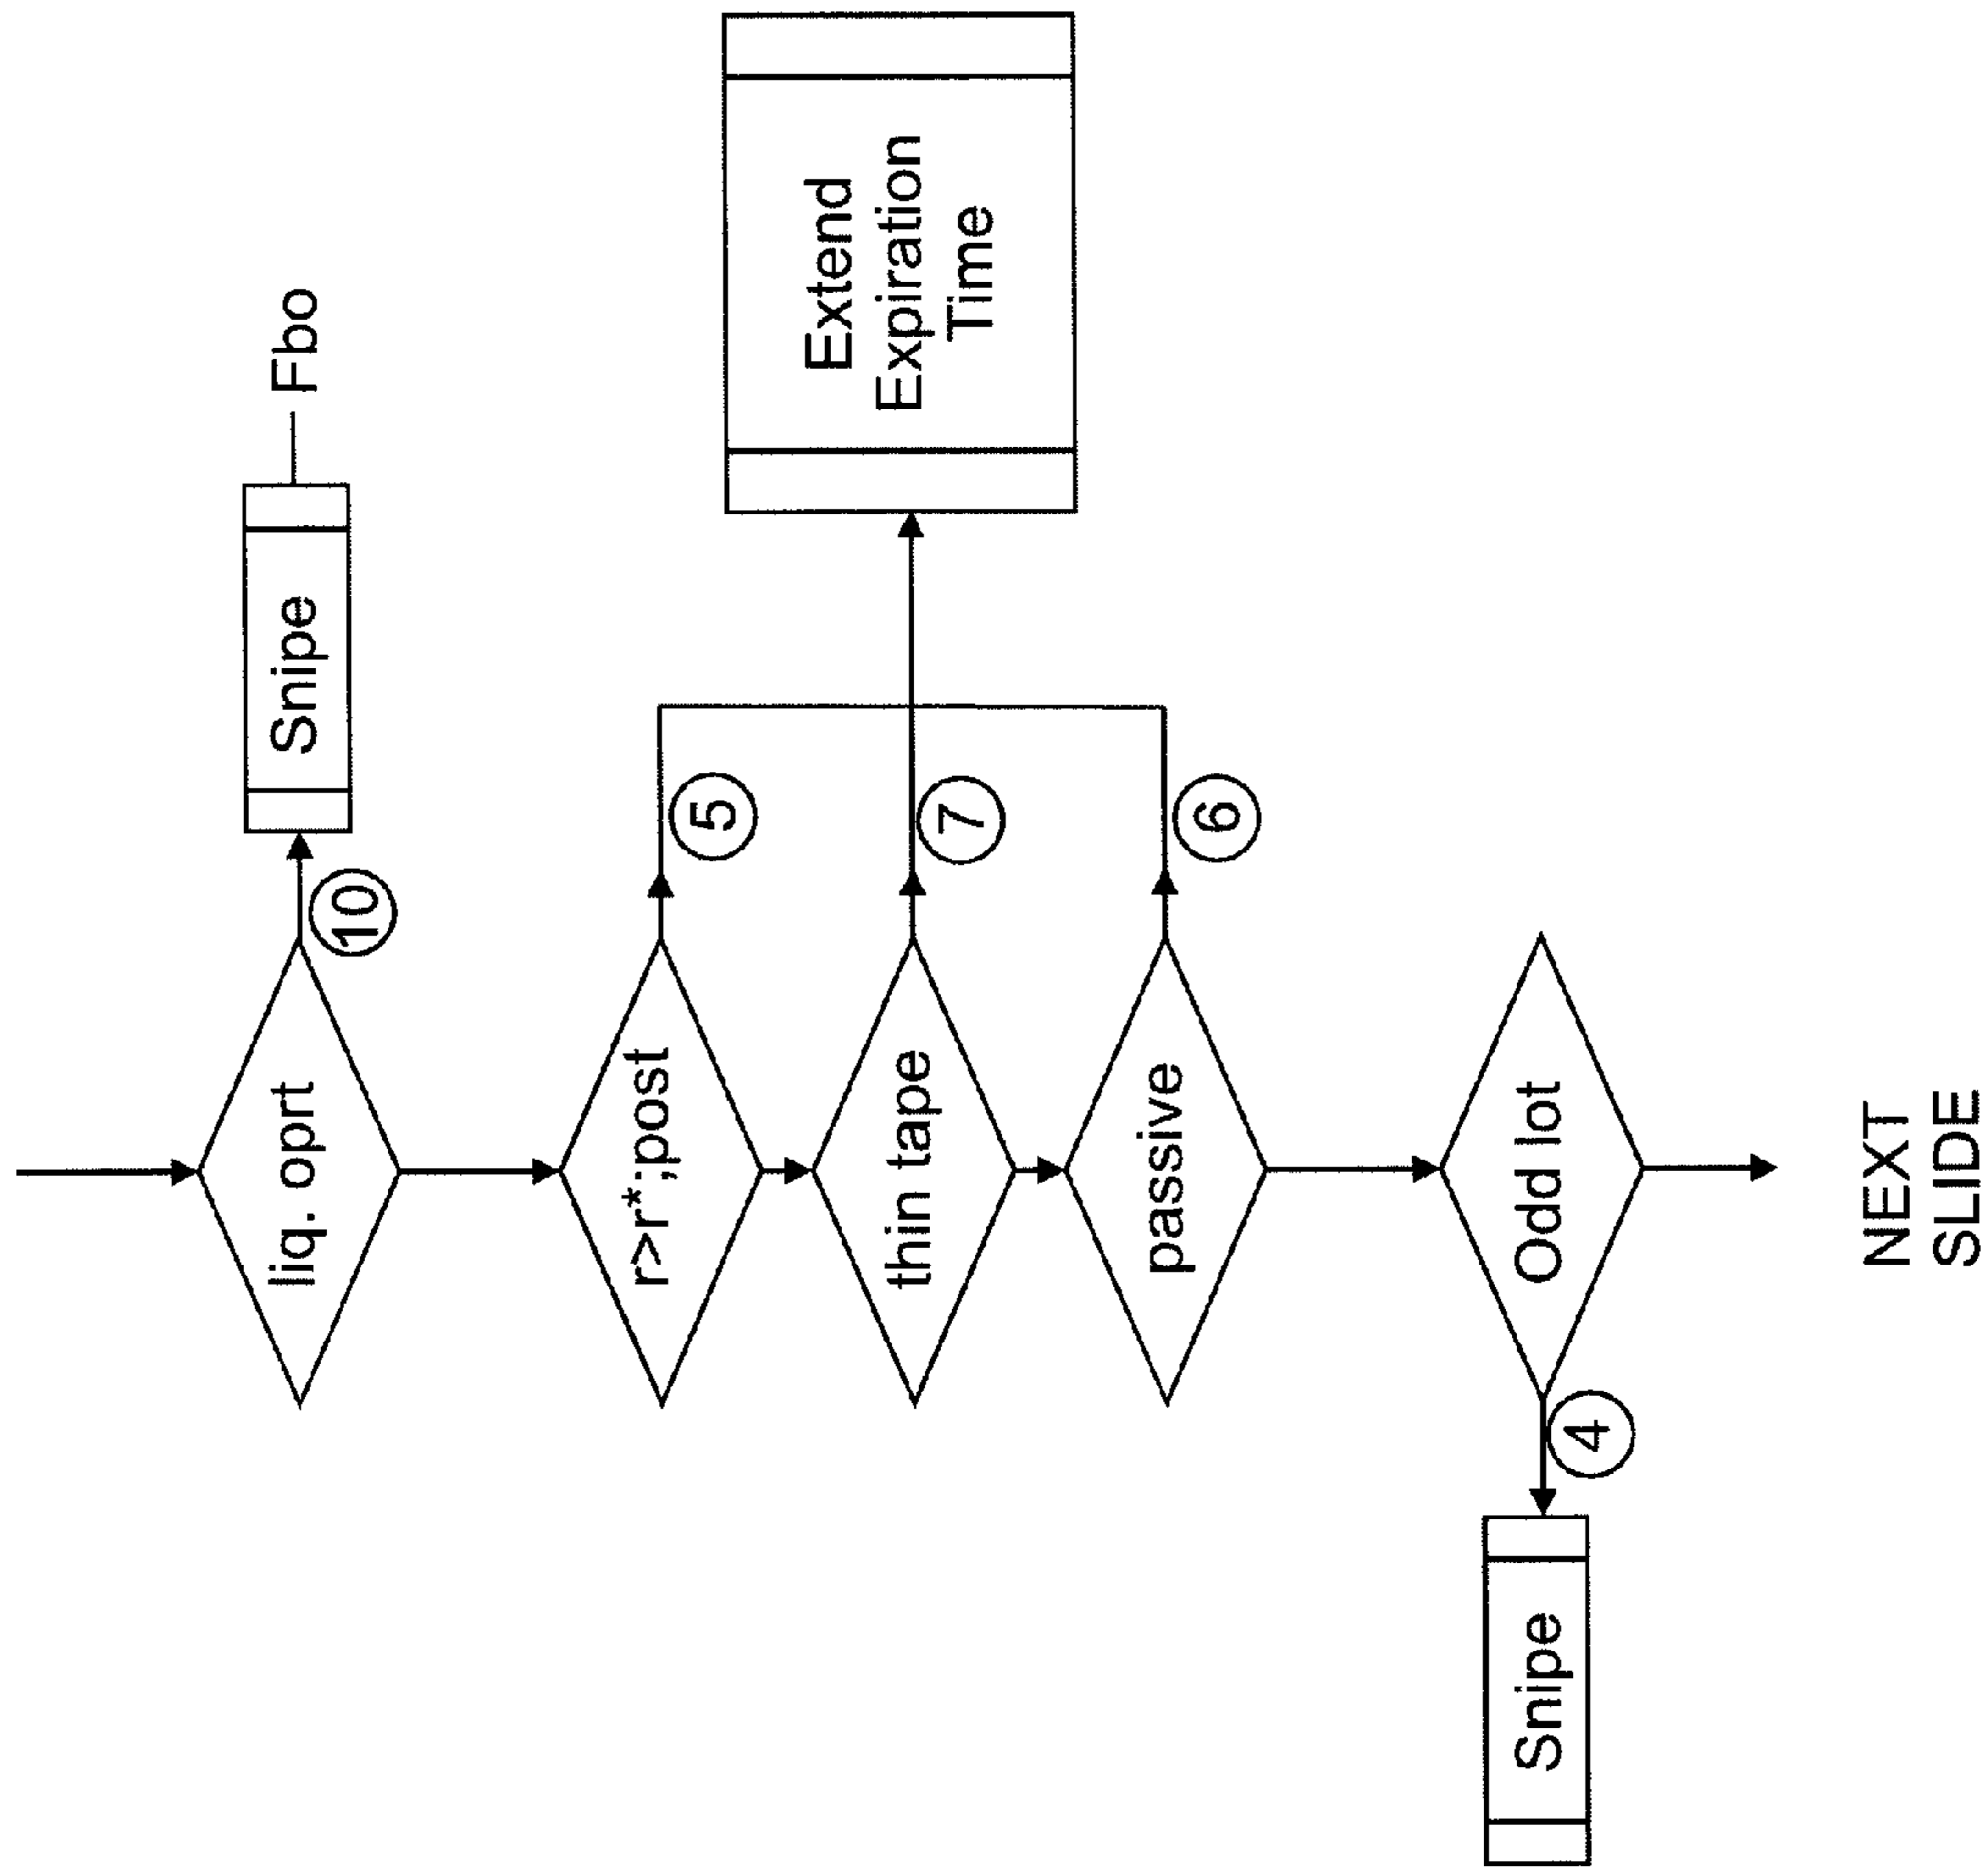 liq. oprt
10
Snipe
Fbo
r>r*;post
5
thin tape
7
Extend
Expiration
Time
passive
6
Odd lot
4
Snipe
NEXT
SLIDE